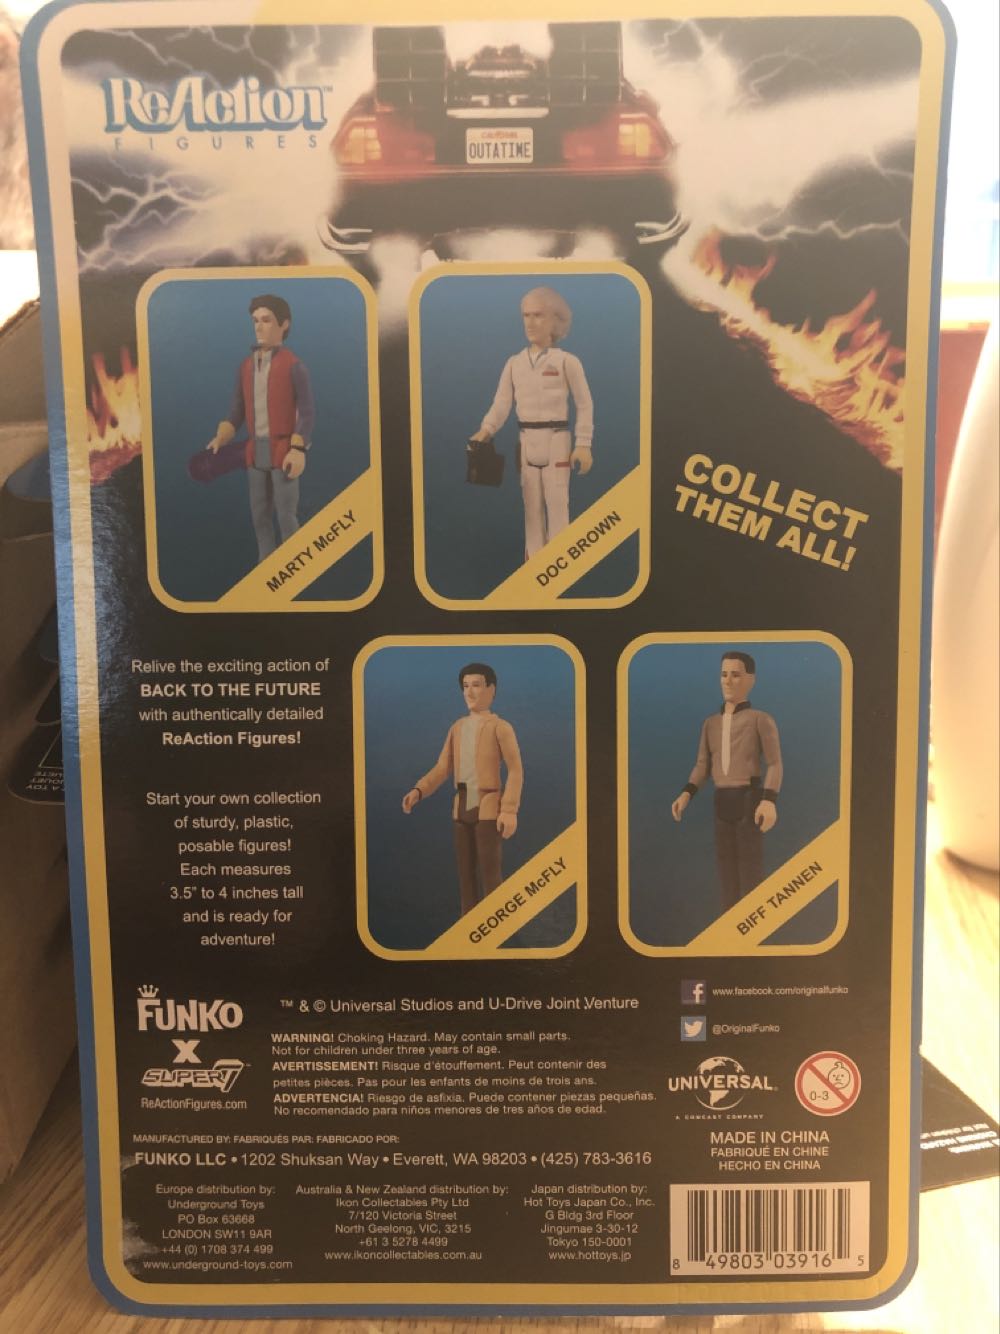 ReAction™
FIGURES
CALIFORNIA
OUTATIME
MARTY McFLY
DOC BROWN
COLLECT
THEM ALL!
Relive the exciting action of
BACK TO THE FUTURE
with authentically detailed
ReAction Figures!
Start your own collection
of sturdy, plastic,
posable figures!
Each measures
3.5" to 4 inches tall
and is ready for
adventure!
GEORGE McFLY
BIFF TANNEN
FUNKO
X
SUPER7
ReActionFigures.com
™ & © Universal Studios and U-Drive Joint Venture
WARNING! Choking Hazard. May contain small parts.
Not for children under three years of age.
AVERTISSEMENT! Risque d'étouffement. Peut contenir des
petites pièces. Pas pour les enfants de moins de trois ans.
ADVERTENCIA! Riesgo de asfixia. Puede contener piezas pequeñas.
No recomendado para niños menores de tres años de edad.
f www.facebook.com/originalfunko
@OriginalFunko
UNIVERSAL
A COMCAST COMPANY
0-3
MANUFACTURED BY: FABRIQUÉS PAR: FABRICADO POR:
FUNKO LLC • 1202 Shuksan Way • Everett, WA 98203 • (425) 783-3616
MADE IN CHINA
FABRIQUÉ EN CHINE
HECHO EN CHINA
Europe distribution by:
Underground Toys
PO Box 63668
LONDON SW11 9AR
+44 (0) 1708 374 499
www.underground-toys.com
Australia & New Zealand distribution by:
Ikon Collectables Pty Ltd
7/120 Victoria Street
North Geelong, VIC, 3215
+61 3 5278 4499
www.ikoncollectables.com.au
Japan distribution by:
Hot Toys Japan Co., Inc.
G Bldg 3rd Floor
Jingumae 3-30-12
Tokyo 150-0001
www.hottoys.jp
8 49803 03916 5